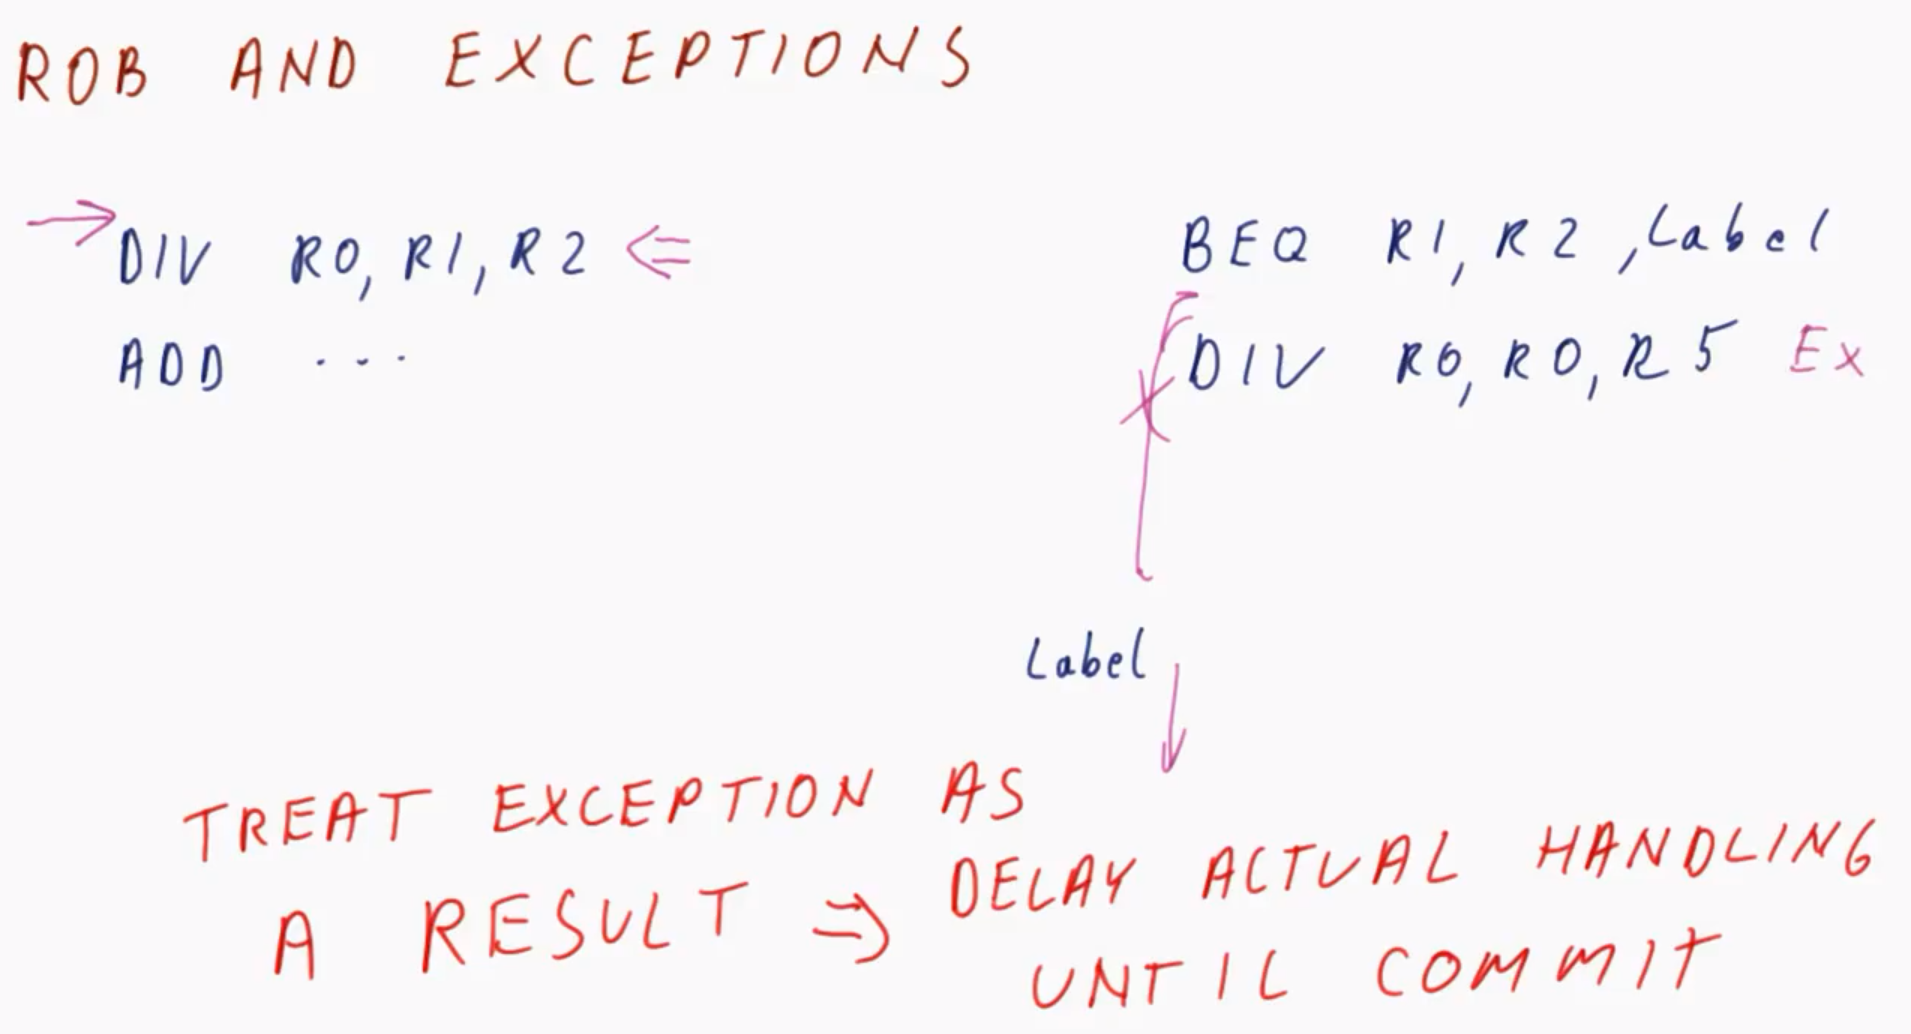 ROB AND EXCEPTIONS
DIV R0, R1, R2
ADD ...
BEQ R1, R2, Label
DIV R0, R0, R5 Ex
Label
TREAT EXCEPTION AS
A RESULT ⇒ DELAY ACTUAL HANDLING
UNTIL COMMIT